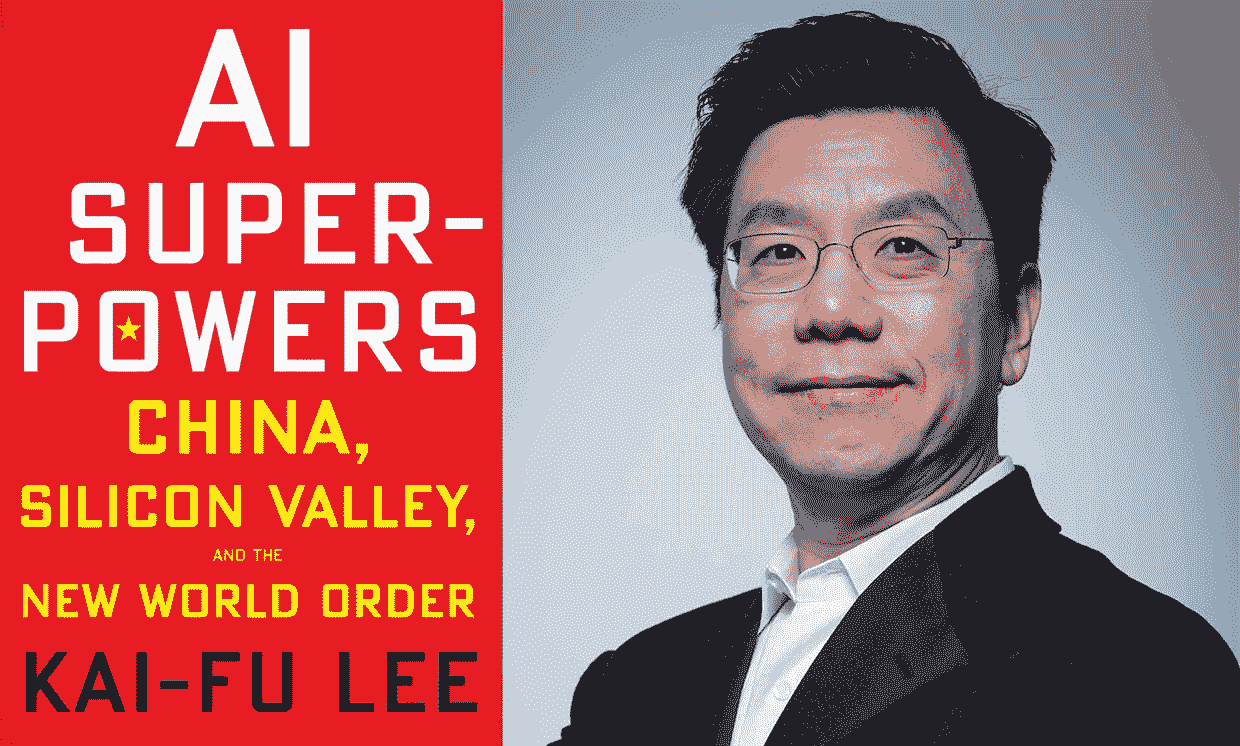 AI
SUPER-
POWERS
CHINA,
SILICON VALLEY,
AND THE
NEW WORLD ORDER
KAI-FU LEE